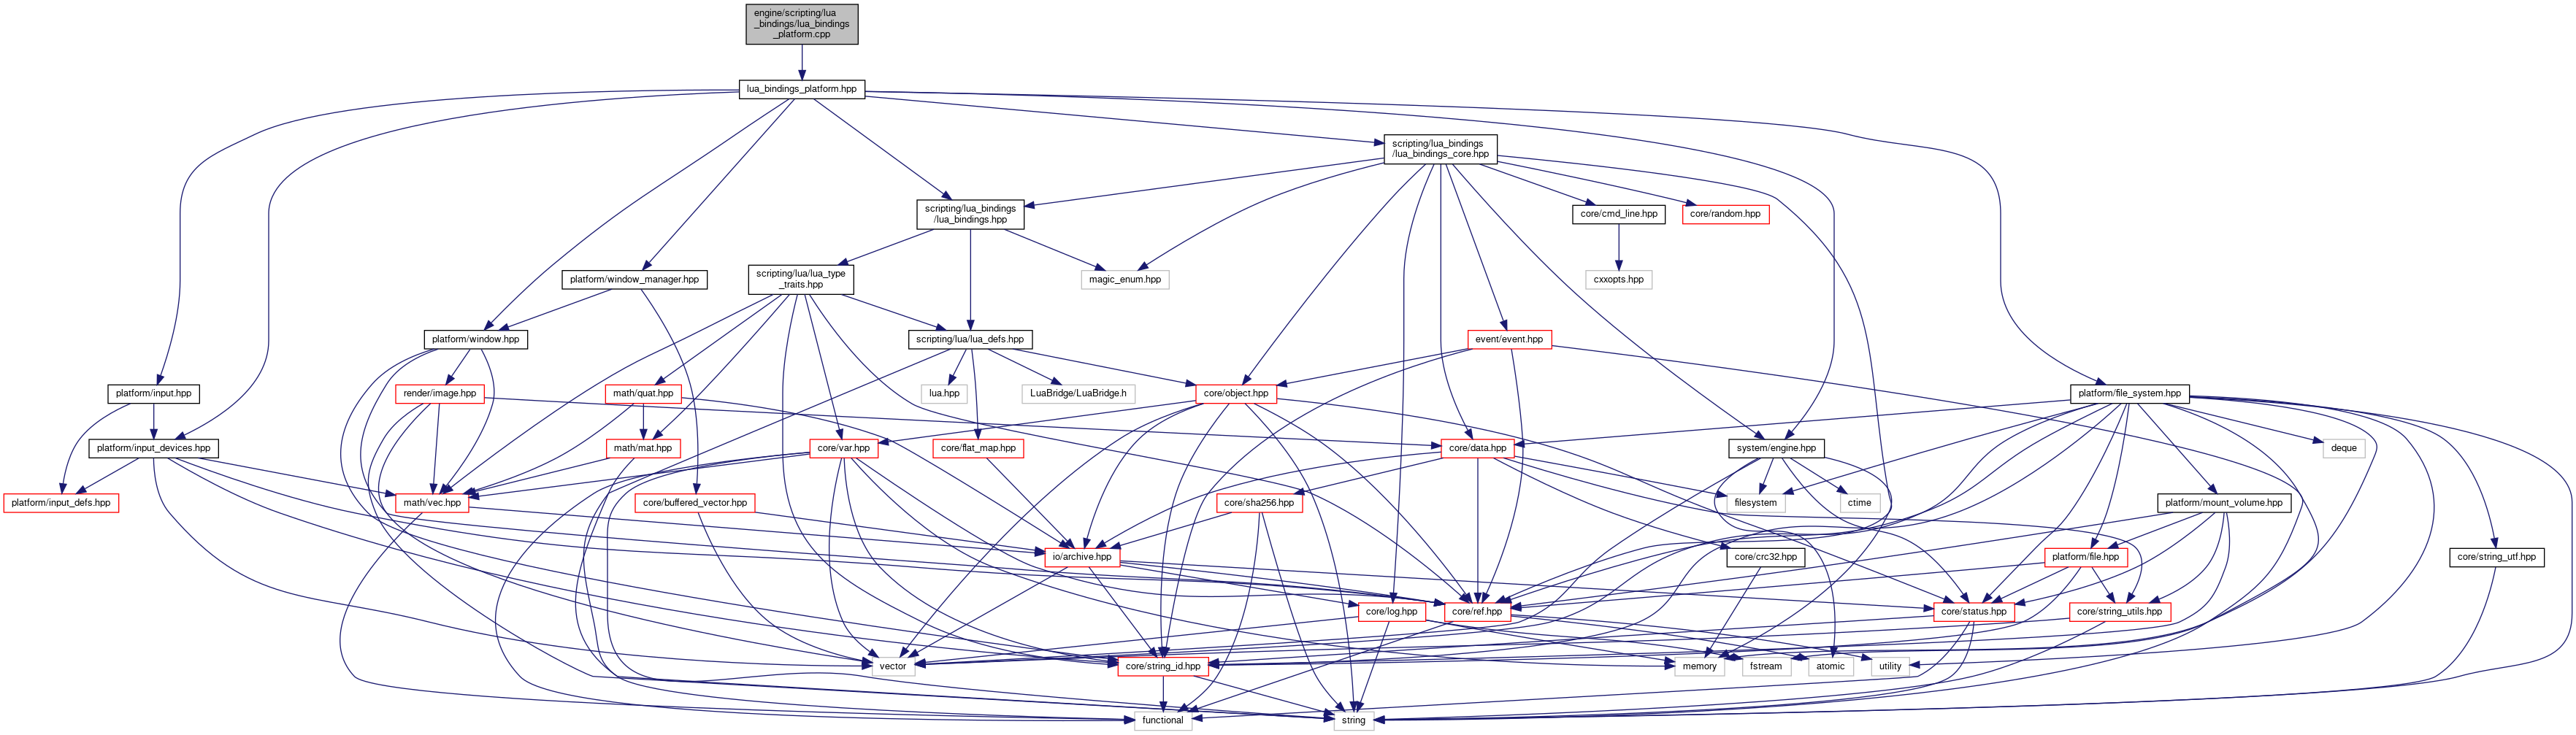 engine/scripting/lua
_bindings/lua_bindings
_platform.cpp
lua_bindings_platform.hpp
scripting/lua_bindings
/lua_bindings_core.hpp
scripting/lua_bindings
/lua_bindings.hpp
core/cmd_line.hpp
core/random.hpp
platform/window_manager.hpp
scripting/lua/lua_type
_traits.hpp
magic_enum.hpp
cxxopts.hpp
platform/window.hpp
scripting/lua/lua_defs.hpp
event/event.hpp
platform/input.hpp
render/image.hpp
math/quat.hpp
lua.hpp
LuaBridge/LuaBridge.h
core/object.hpp
platform/file_system.hpp
platform/input_devices.hpp
math/mat.hpp
core/var.hpp
core/flat_map.hpp
core/data.hpp
system/engine.hpp
deque
platform/input_defs.hpp
math/vec.hpp
core/buffered_vector.hpp
core/sha256.hpp
filesystem
ctime
platform/mount_volume.hpp
io/archive.hpp
core/crc32.hpp
platform/file.hpp
core/string_utf.hpp
core/log.hpp
core/ref.hpp
core/status.hpp
core/string_utils.hpp
vector
core/string_id.hpp
memory
fstream
atomic
utility
functional
string